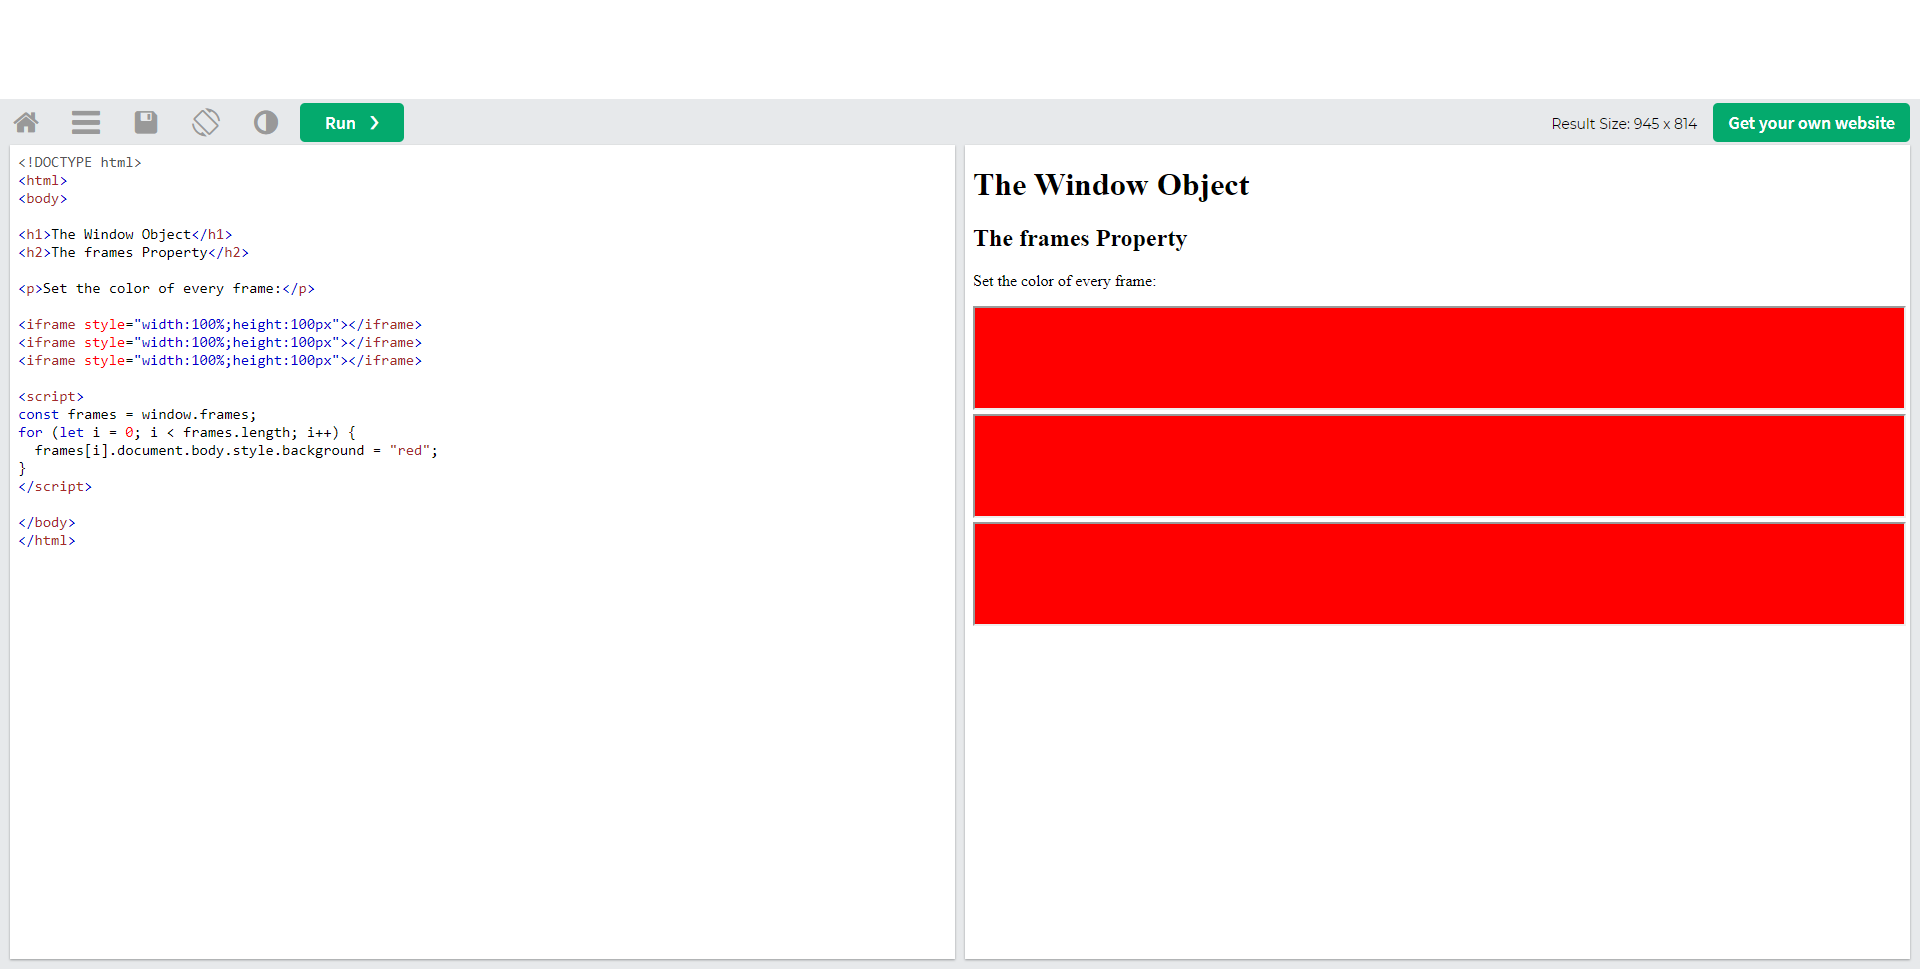 Run ❯
Result Size: 945 x 814
Get your own website
<!DOCTYPE html>
<html>
<body>
<h1>The Window Object</h1>
<h2>The frames Property</h2>
<p>Set the color of every frame:</p>
<iframe style="width:100%;height:100px"></iframe>
<iframe style="width:100%;height:100px"></iframe>
<iframe style="width:100%;height:100px"></iframe>
<script>
const frames = window.frames;
for (let i = 0; i < frames.length; i++) {
  frames[i].document.body.style.background = "red";
}
</script>
</body>
</html>
The Window Object
The frames Property
Set the color of every frame: